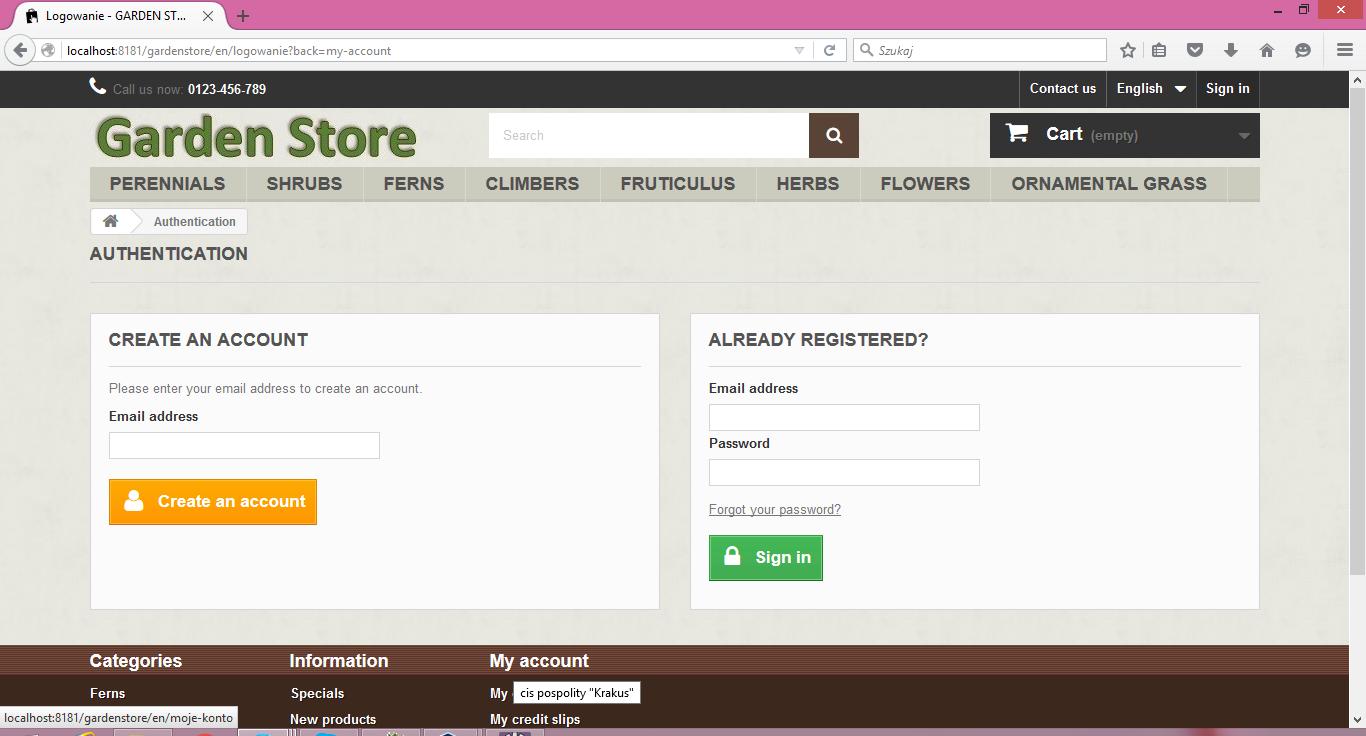 Logowanie - GARDEN ST...
localhost:8181/gardenstore/en/logowanie?back=my-account
Szukaj
Call us now: 0123-456-789
Contact us English Sign in
Garden Store
Search
Cart (empty)
PERENNIALS SHRUBS FERNS CLIMBERS FRUTICULUS HERBS FLOWERS ORNAMENTAL GRASS
Authentication
AUTHENTICATION
CREATE AN ACCOUNT
Please enter your email address to create an account.
Email address
Create an account
ALREADY REGISTERED?
Email address
Password
Forgot your password?
Sign in
Categories Information My account
Ferns Specials My
cis pospolity "Krakus"
New products My credit slips
localhost:8181/gardenstore/en/moje-konto